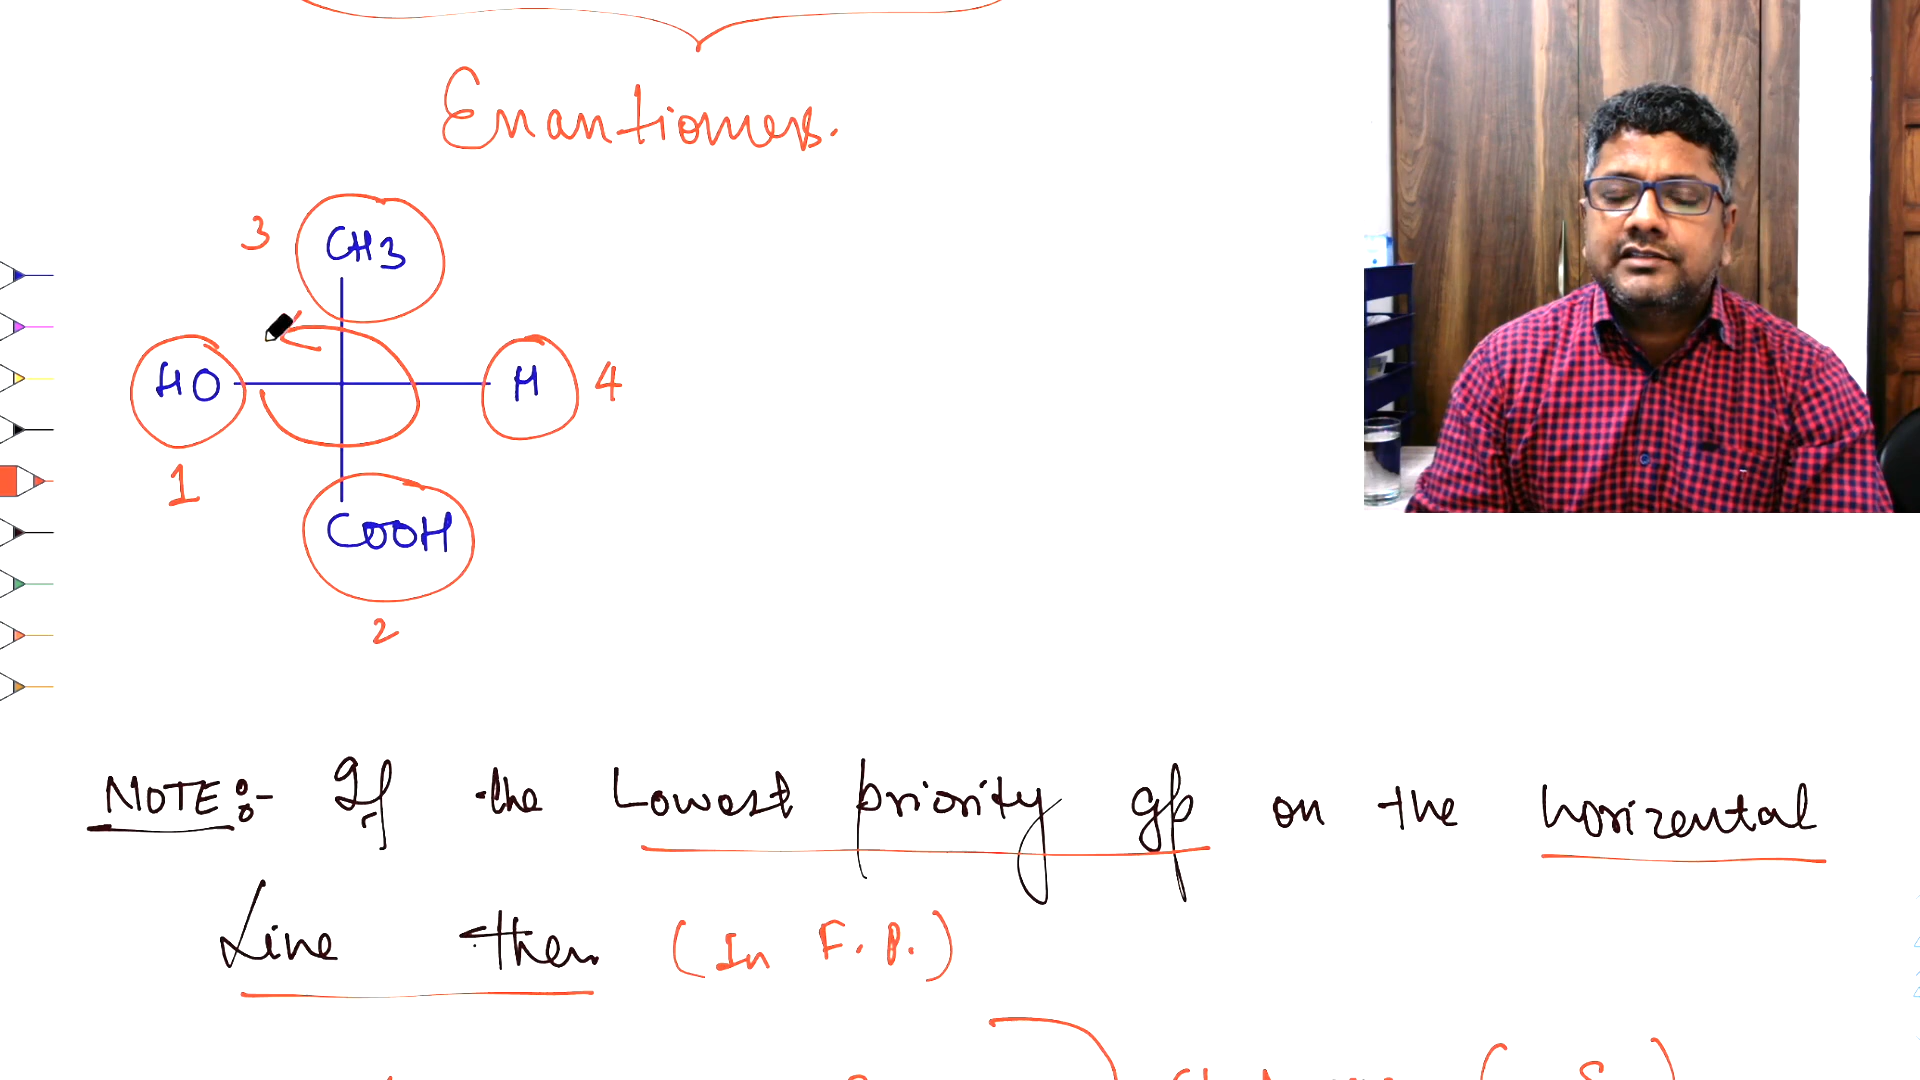 Enantiomers.
3
CH3
HO
H
4
1
COOH
2
NOTE:- If the Lowest priority gp on the horizental
Line then (In F.P.)